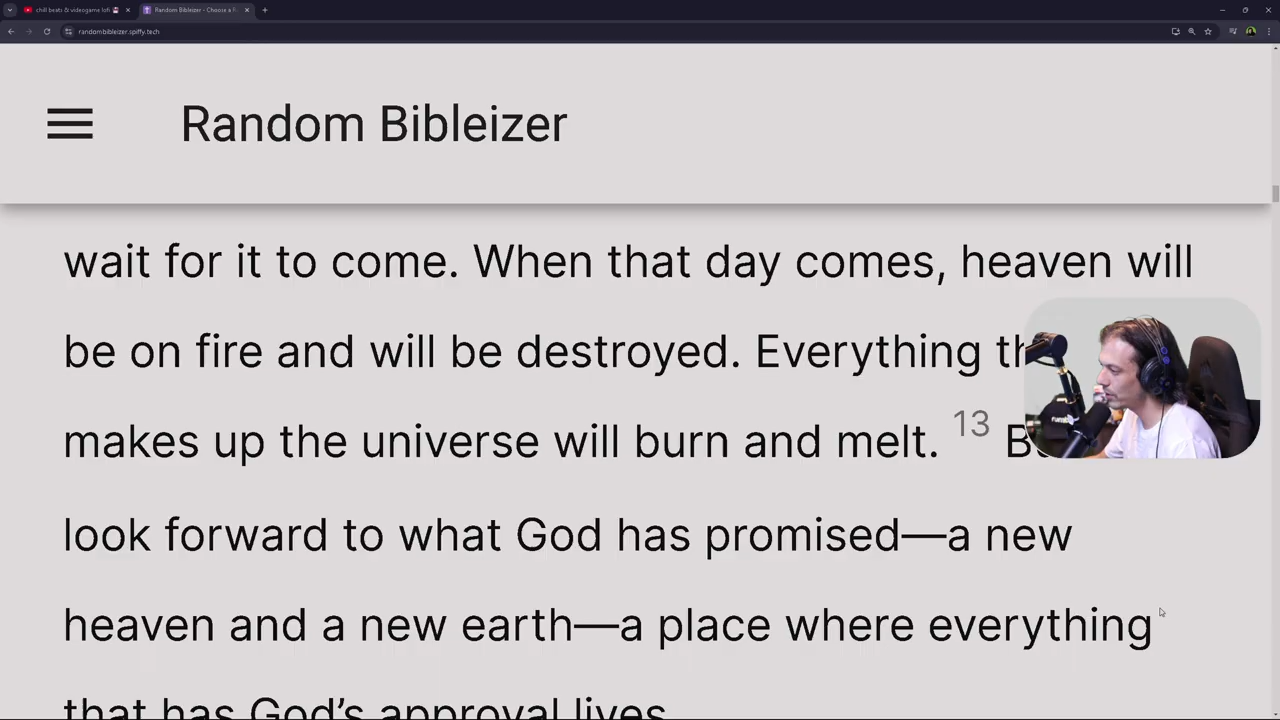 chill beats & videogame lofi
Random Bibleizer - Choose a R
randombibleizer.spiffy.tech
Random Bibleizer
wait for it to come. When that day comes, heaven will
be on fire and will be destroyed. Everything
makes up the universe will burn and melt. 13
look forward to what God has promised—a new
heaven and a new earth—a place where everything
that has God's approval lives.